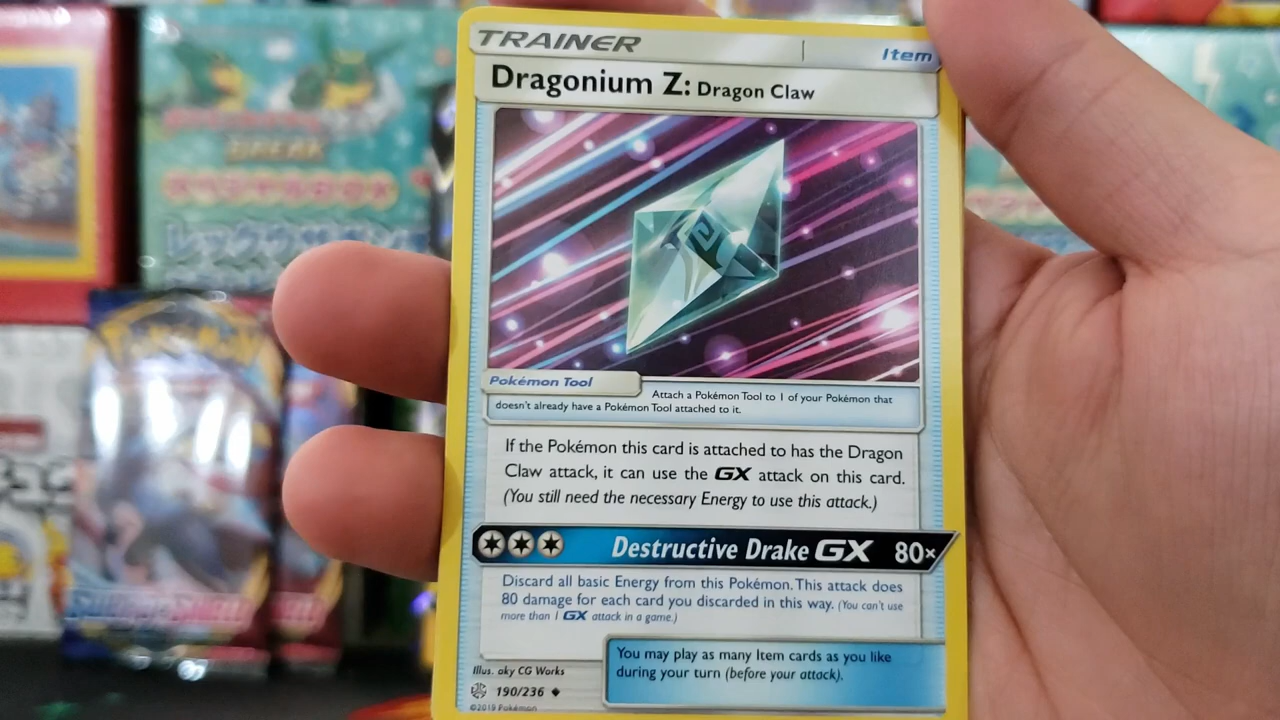 TRAINER
Item
Dragonium Z: Dragon Claw
Pokémon Tool
Attach a Pokémon Tool to 1 of your Pokémon that
doesn't already have a Pokémon Tool attached to it.
If the Pokémon this card is attached to has the Dragon
Claw attack, it can use the GX attack on this card.
(You still need the necessary Energy to use this attack.)
Destructive Drake GX 80×
Discard all basic Energy from this Pokémon. This attack does
80 damage for each card you discarded in this way. (You can't use
more than 1 GX attack in a game.)
You may play as many Item cards as you like
during your turn (before your attack).
Illus. aky CG Works
190/236
©2019 Pokémon
BREAK